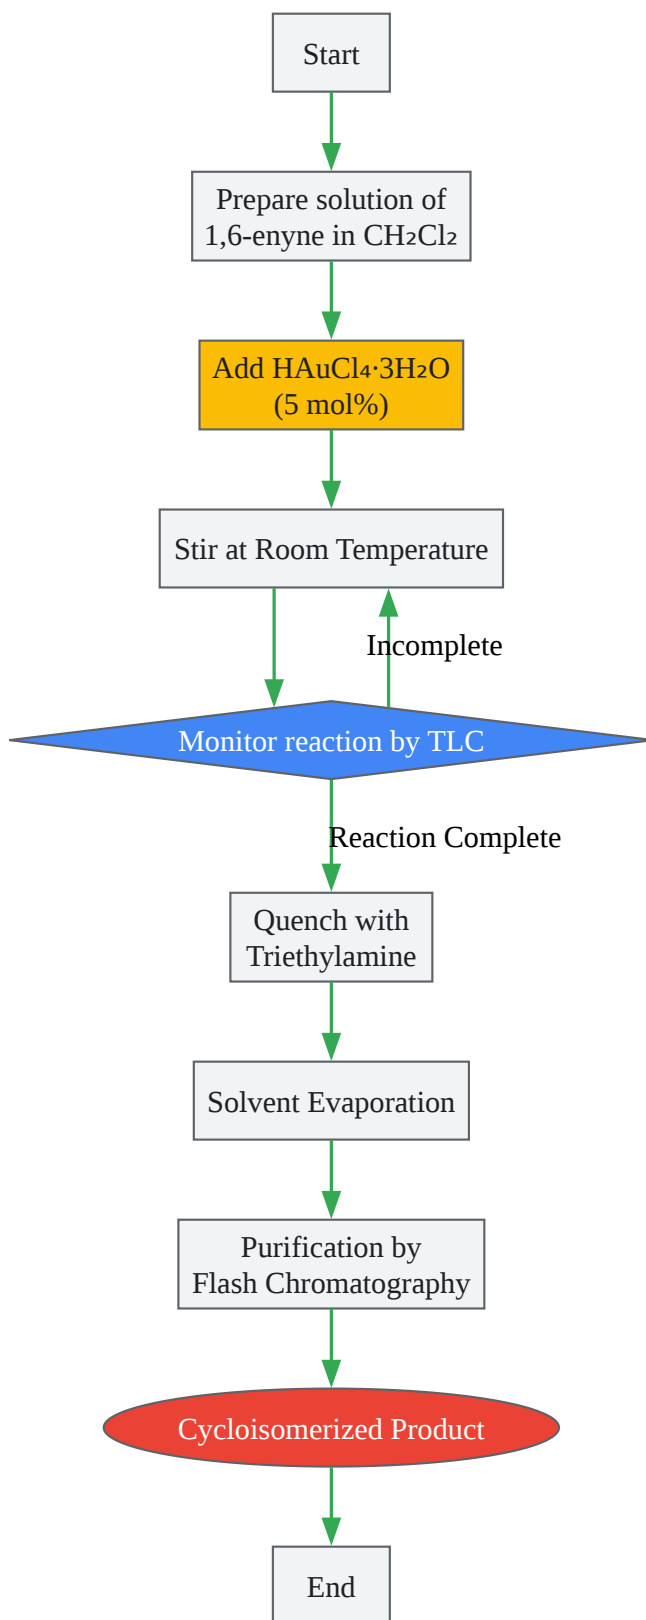 Start
Prepare solution of
1,6-enyne in CH₂Cl₂
Add HAuCl₄·3H₂O
(5 mol%)
Stir at Room Temperature
Incomplete
Monitor reaction by TLC
Reaction Complete
Quench with
Triethylamine
Solvent Evaporation
Purification by
Flash Chromatography
Cycloisomerized Product
End